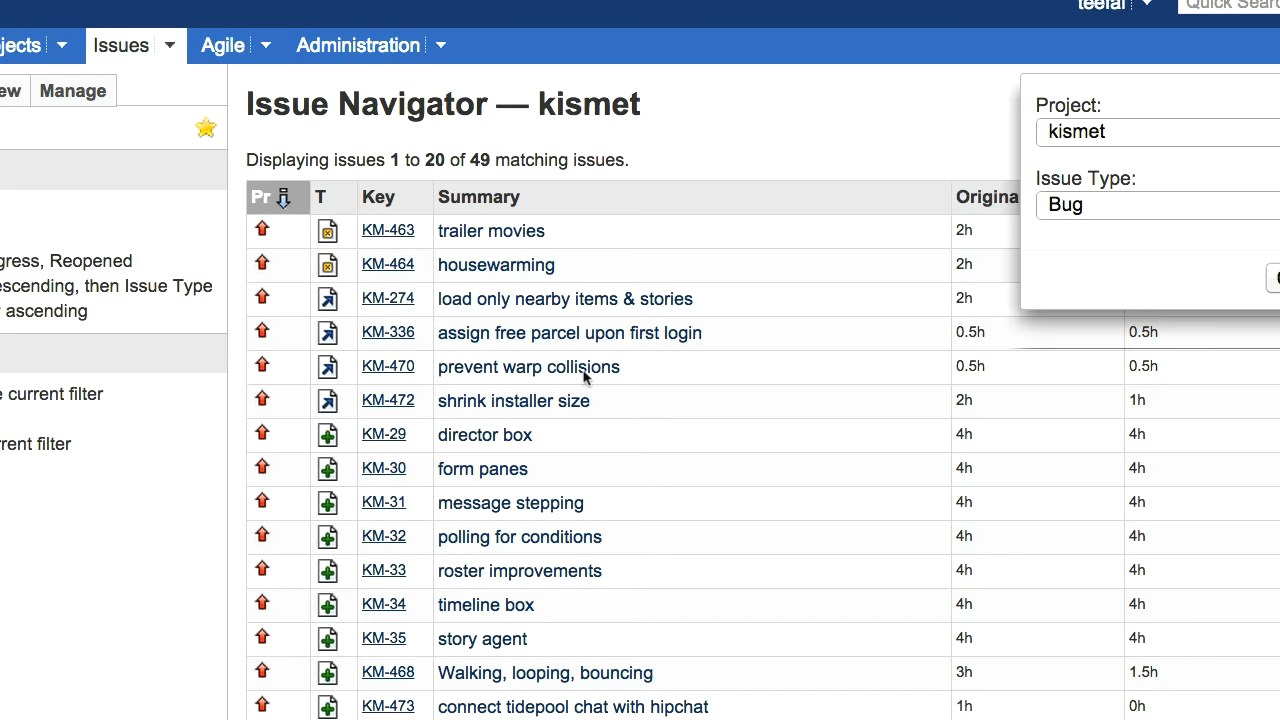 teefal Quick Sear
jects Issues Agile Administration
ew Manage
Issue Navigator — kismet
Displaying issues 1 to 20 of 49 matching issues.
gress, Reopened
escending, then Issue Type
ascending
e current filter
rent filter
Pr T Key Summary Origina
KM-463 trailer movies 2h
KM-464 housewarming 2h
KM-274 load only nearby items & stories 2h
KM-336 assign free parcel upon first login 0.5h 0.5h
KM-470 prevent warp collisions 0.5h 0.5h
KM-472 shrink installer size 2h 1h
KM-29 director box 4h 4h
KM-30 form panes 4h 4h
KM-31 message stepping 4h 4h
KM-32 polling for conditions 4h 4h
KM-33 roster improvements 4h 4h
KM-34 timeline box 4h 4h
KM-35 story agent 4h 4h
KM-468 Walking, looping, bouncing 3h 1.5h
KM-473 connect tidepool chat with hipchat 1h 0h
Project:
kismet
Issue Type:
Bug